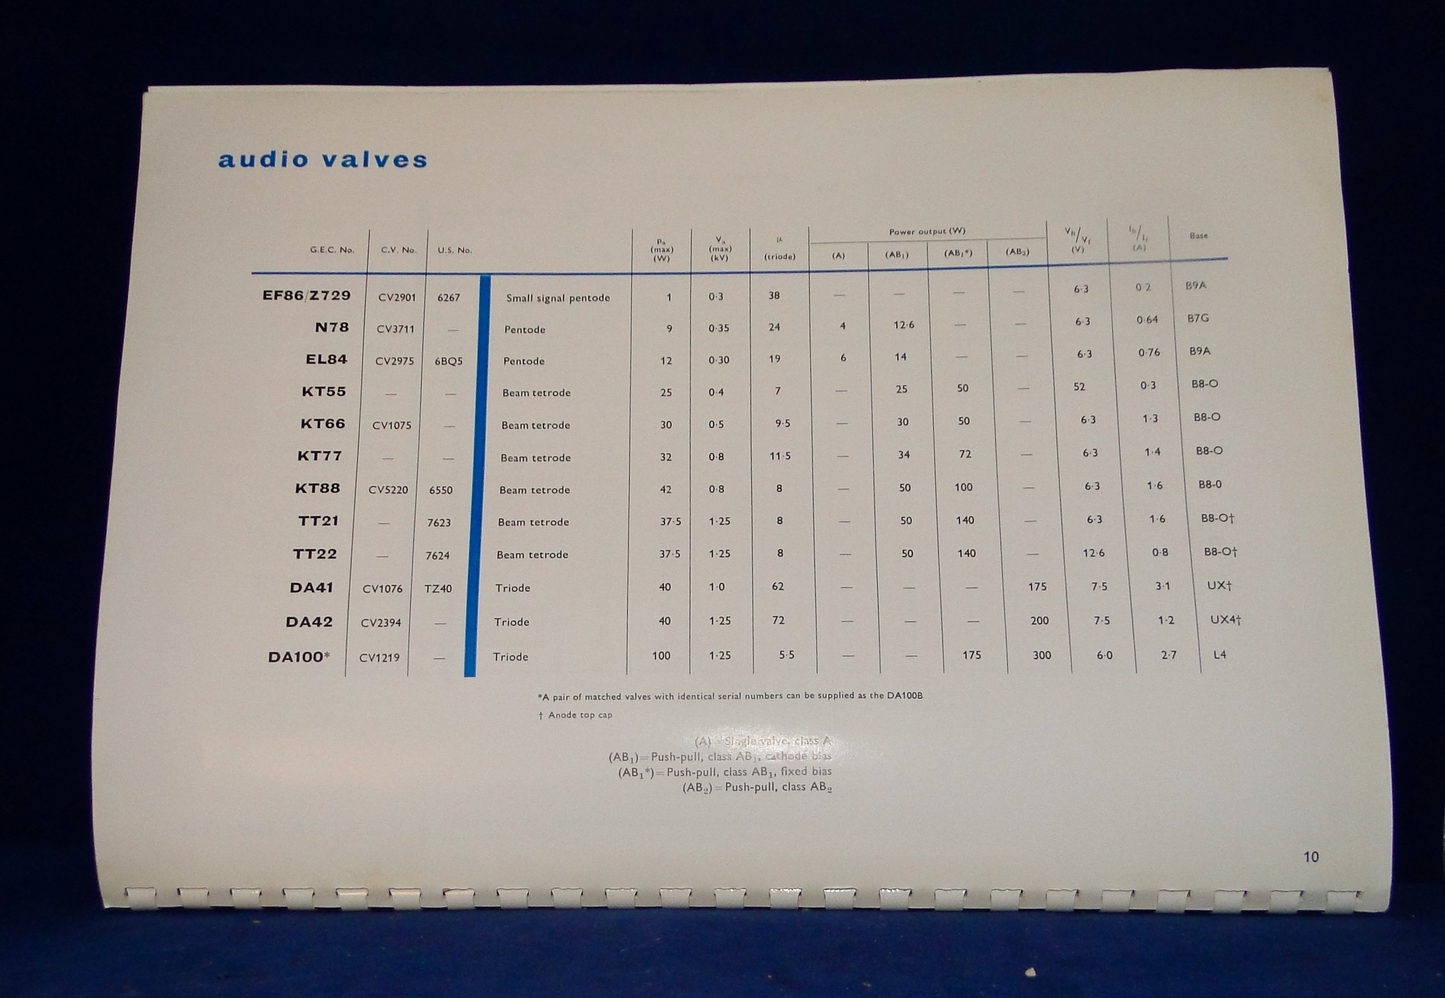 audio valves
G.E.C. No. C.V. No. U.S. No. pa (max) (W) Va (max) (kV) μ (triode) Power output (W) (A) (AB1) (AB1*) (AB2) Vh/Vf (V) Ih/If (A) Base
EF86/Z729 CV2901 6267 Small signal pentode 1 0·3 38 — — — — 6·3 0·2 B9A
N78 CV3711 — Pentode 9 0·35 24 4 12·6 — — 6·3 0·64 B7G
EL84 CV2975 6BQ5 Pentode 12 0·30 19 6 14 — — 6·3 0·76 B9A
KT55 — — Beam tetrode 25 0·4 7 — 25 50 — 52 0·3 B8-O
KT66 CV1075 — Beam tetrode 30 0·5 9·5 — 30 50 — 6·3 1·3 B8-O
KT77 — — Beam tetrode 32 0·8 11·5 — 34 72 — 6·3 1·4 B8-O
KT88 CV5220 6550 Beam tetrode 42 0·8 8 — 50 100 — 6·3 1·6 B8-0
TT21 — 7623 Beam tetrode 37·5 1·25 8 — 50 140 — 6·3 1·6 B8-O†
TT22 — 7624 Beam tetrode 37·5 1·25 8 — 50 140 — 12·6 0·8 B8-O†
DA41 CV1076 TZ40 Triode 40 1·0 62 — — — 175 7·5 3·1 UX†
DA42 CV2394 — Triode 40 1·25 72 — — — 200 7·5 1·2 UX4†
DA100* CV1219 — Triode 100 1·25 5·5 — — 175 300 6·0 2·7 L4
*A pair of matched valves with identical serial numbers can be supplied as the DA100B
† Anode top cap
(A) = Single valve, class A
(AB1) = Push-pull, class AB1, cathode bias
(AB1*) = Push-pull, class AB1, fixed bias
(AB2) = Push-pull, class AB2
10